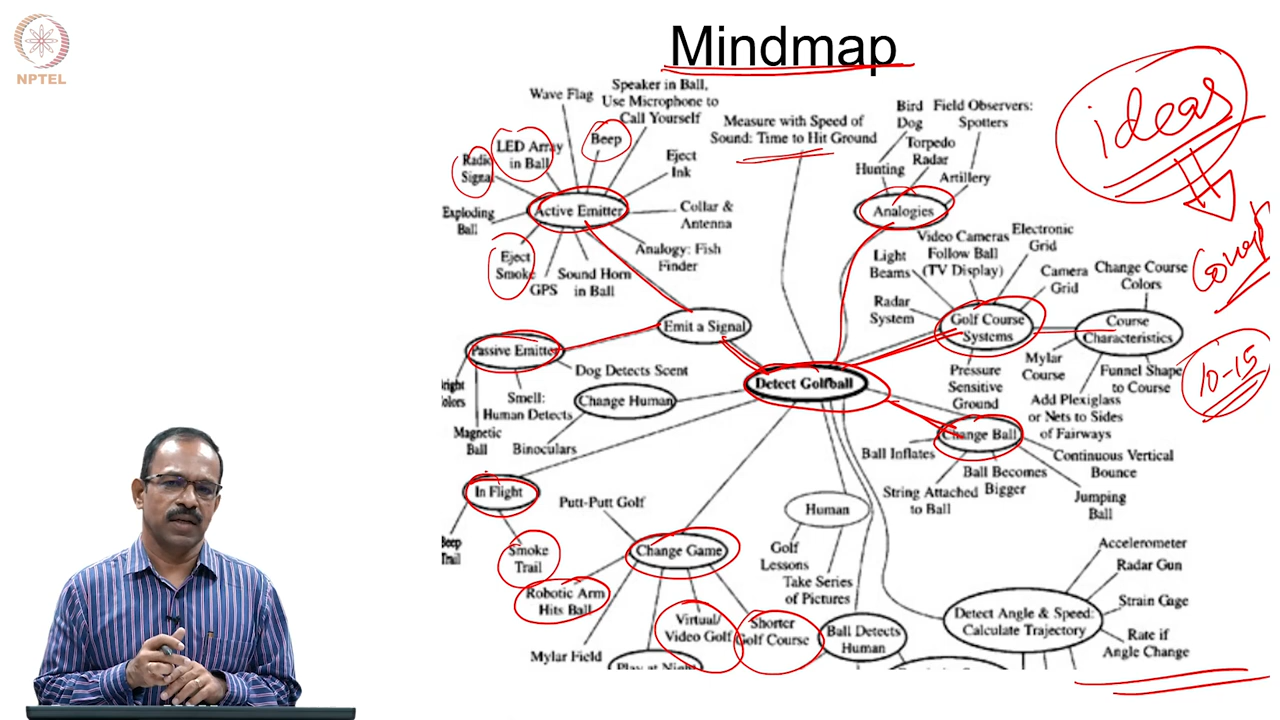 NPTEL
Mindmap
ideas
10-15
Wave Flag
Speaker in Ball,
Use Microphone to
Call Yourself
LED Array
in Ball
Beep
Radio
Signal
Eject
Ink
Active Emitter
Collar &
Antenna
Exploding
Ball
Analogy: Fish
Finder
Eject
Smoke
GPS
Sound Horn
in Ball
Measure with Speed of
Sound: Time to Hit Ground
Bird
Dog
Field Observers:
Spotters
Torpedo
Radar
Hunting
Artillery
Analogies
Emit a Signal
Passive Emitter
Dog Detects Scent
Smell:
Human Detects
Magnetic
Ball
Change Human
Binoculars
Detect Golfball
Light
Beams
Video Cameras
Follow Ball
(TV Display)
Electronic
Grid
Camera
Grid
Radar
System
Golf Course
Systems
Pressure
Sensitive
Ground
Change Course
Colors
Course
Characteristics
Mylar
Course
Funnel Shape
to Course
Add Plexiglass
or Nets to Sides
of Fairways
Change Ball
Ball Inflates
String Attached
to Ball
Ball Becomes
Bigger
Continuous Vertical
Bounce
Jumping
Ball
In Flight
Smoke
Trail
Putt-Putt Golf
Change Game
Robotic Arm
Hits Ball
Virtual/
Video Golf
Shorter
Golf Course
Mylar Field
Play at Night
Human
Golf
Lessons
Take Series
of Pictures
Ball Detects
Human
Detect Angle & Speed:
Calculate Trajectory
Accelerometer
Radar Gun
Strain Gage
Rate if
Angle Change